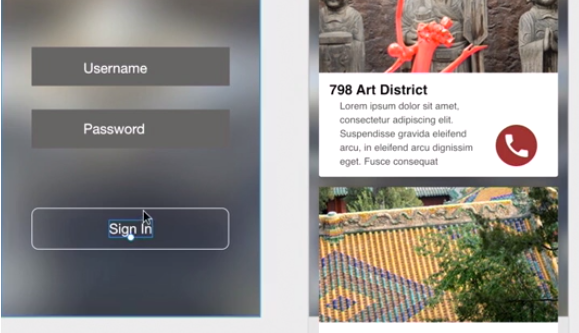 Username
Password
Sign In
798 Art District
Lorem ipsum dolor sit amet,
consectetur adipiscing elit.
Suspendisse gravida eleifend
arcu, in eleifend arcu dignissim
eget. Fusce consequat